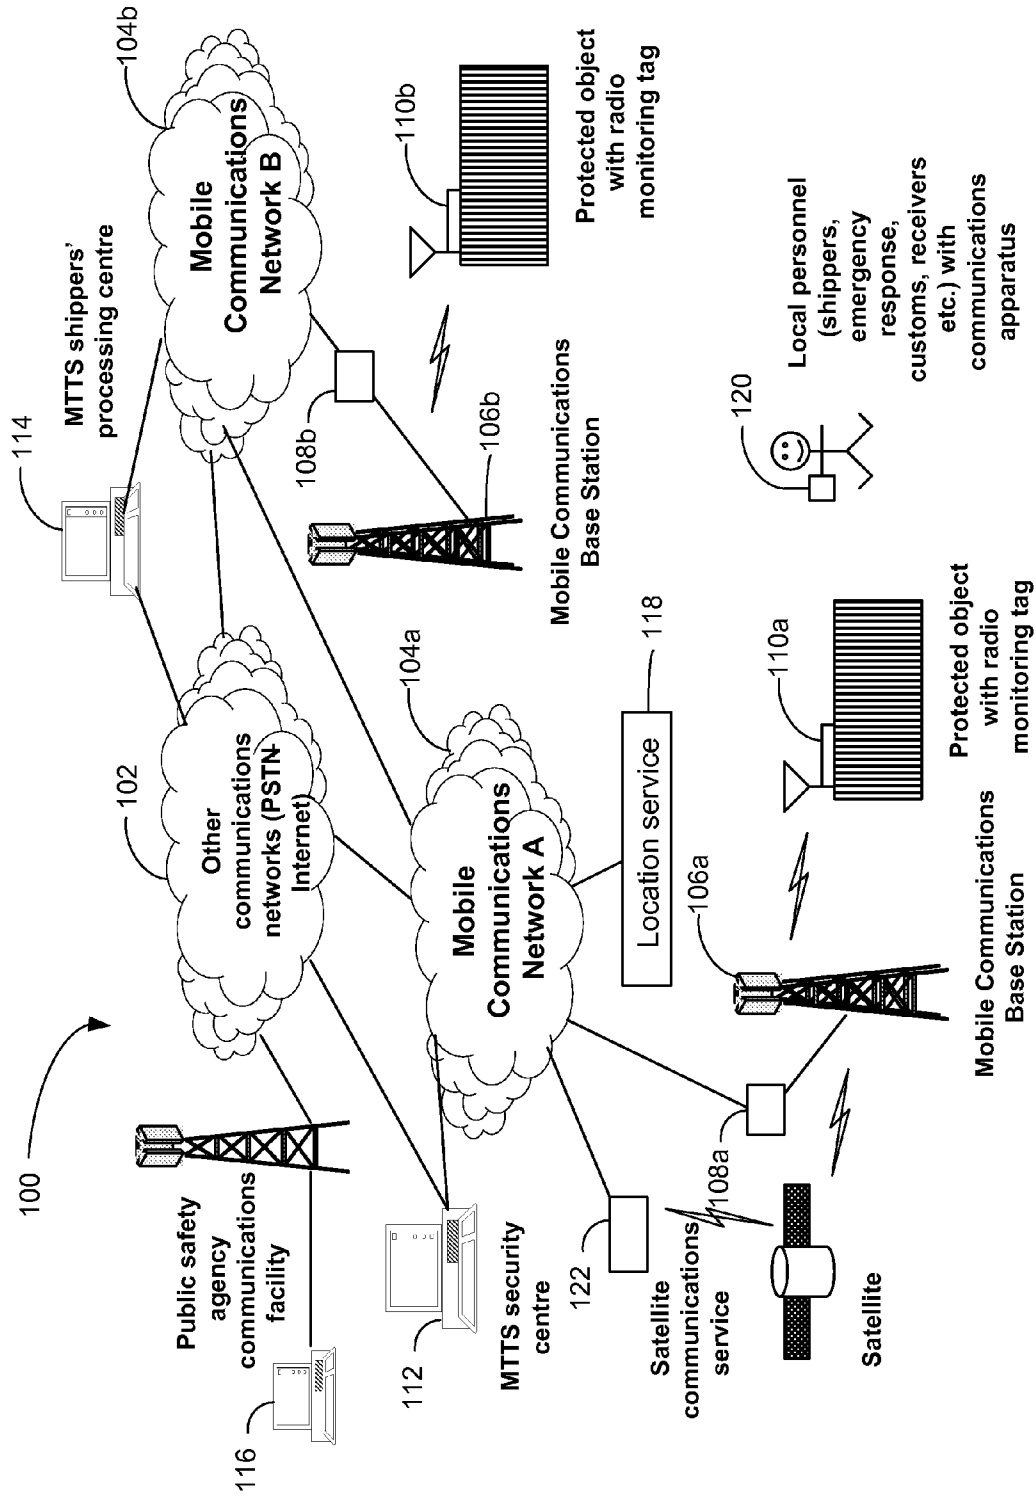 100
102
Other
communications
networks (PSTN
Internet)
114
MTTS shippers’
processing centre
104b
Mobile
Communications
Network B
116
Public safety
agency
communications
facility
112
MTTS security
centre
104a
Mobile
Communications
Network A
108b
106b
Mobile Communications
Base Station
110b
Protected object
with radio
monitoring tag
122
Satellite
communications
service
Satellite
108a
106a
Mobile Communications
Base Station
118
Location service
110a
Protected object
with radio
monitoring tag
120
Local personnel
(shippers,
emergency
response,
customs, receivers
etc.) with
communications
apparatus